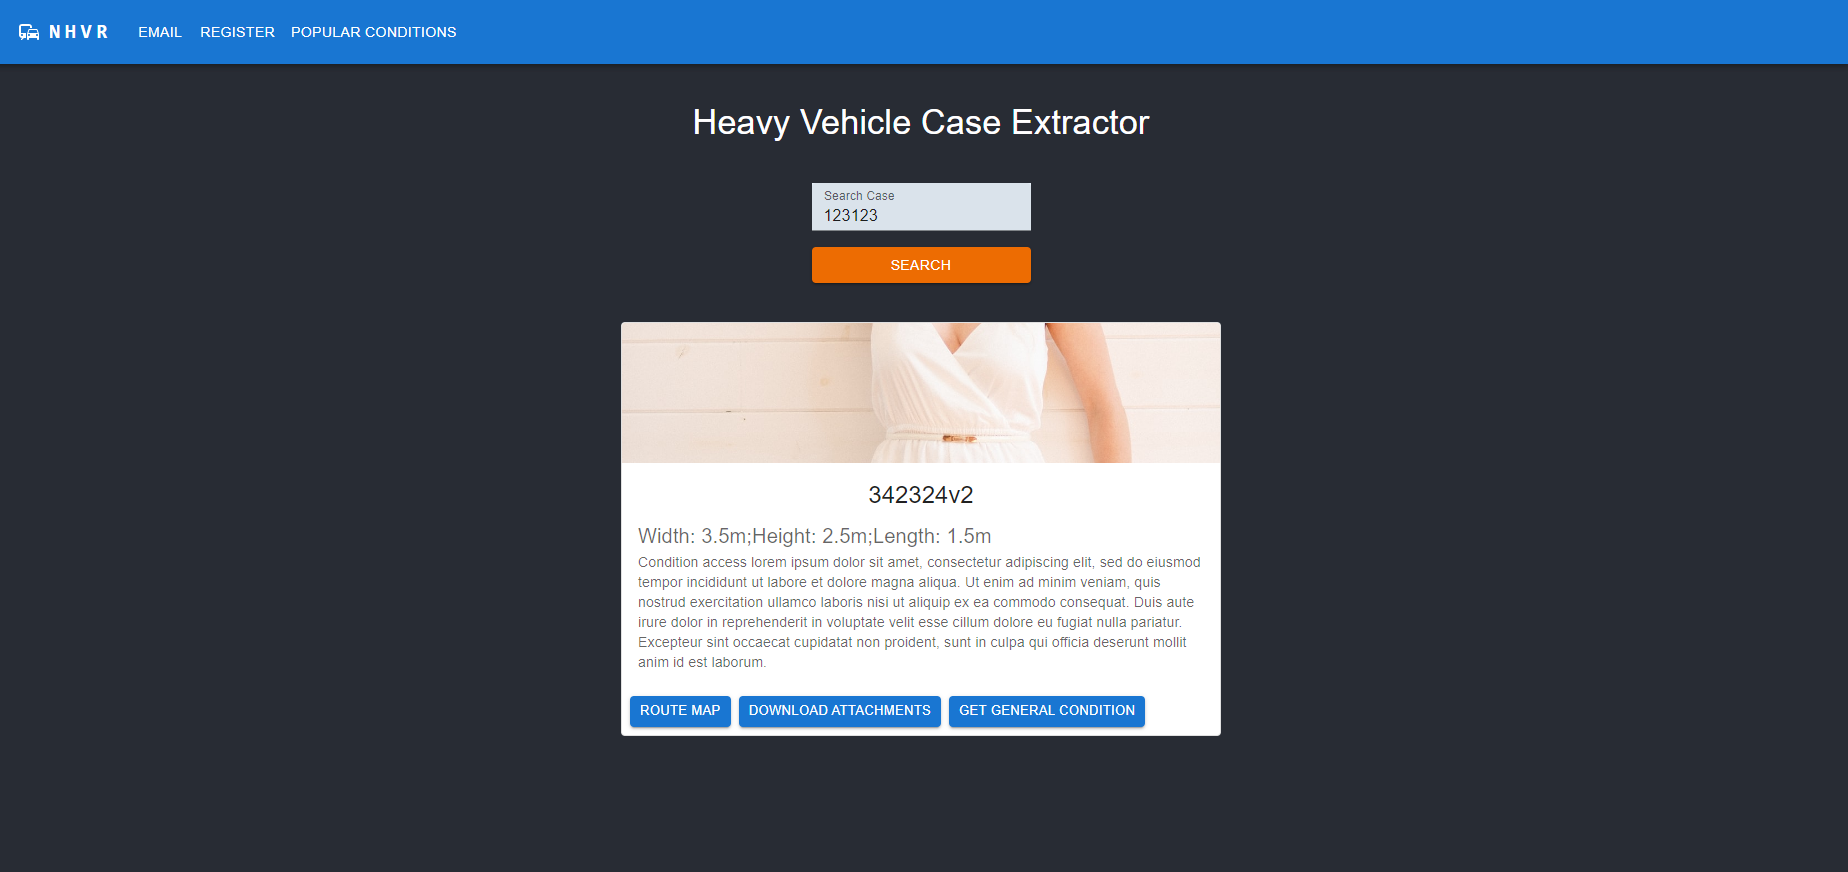 NHVR
EMAIL
REGISTER
POPULAR CONDITIONS
Heavy Vehicle Case Extractor
Search Case
123123
SEARCH
342324v2
Width: 3.5m;Height: 2.5m;Length: 1.5m
Condition access lorem ipsum dolor sit amet, consectetur adipiscing elit, sed do eiusmod
tempor incididunt ut labore et dolore magna aliqua. Ut enim ad minim veniam, quis
nostrud exercitation ullamco laboris nisi ut aliquip ex ea commodo consequat. Duis aute
irure dolor in reprehenderit in voluptate velit esse cillum dolore eu fugiat nulla pariatur.
Excepteur sint occaecat cupidatat non proident, sunt in culpa qui officia deserunt mollit
anim id est laborum.
ROUTE MAP
DOWNLOAD ATTACHMENTS
GET GENERAL CONDITION